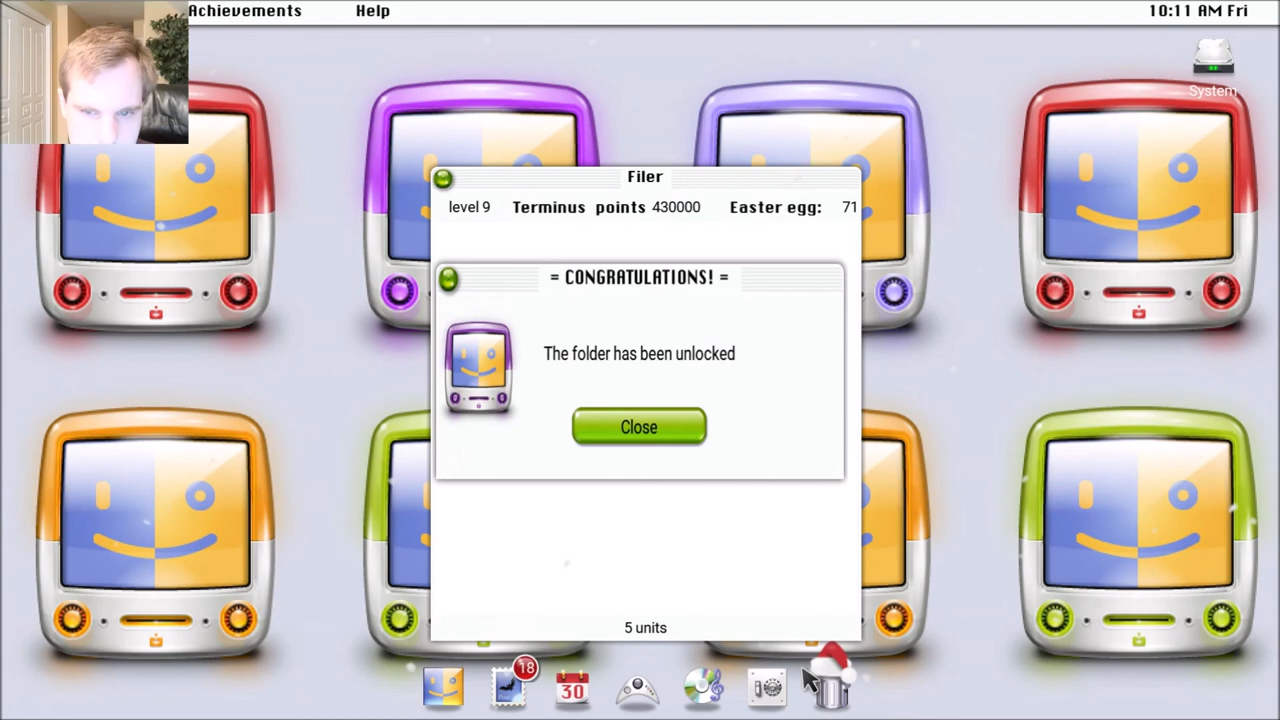 Achievements Help 10:11 AM Fri
System
Filer
level 9 Terminus points 430000 Easter egg: 71
= CONGRATULATIONS! =
The folder has been unlocked
Close
5 units
18
30